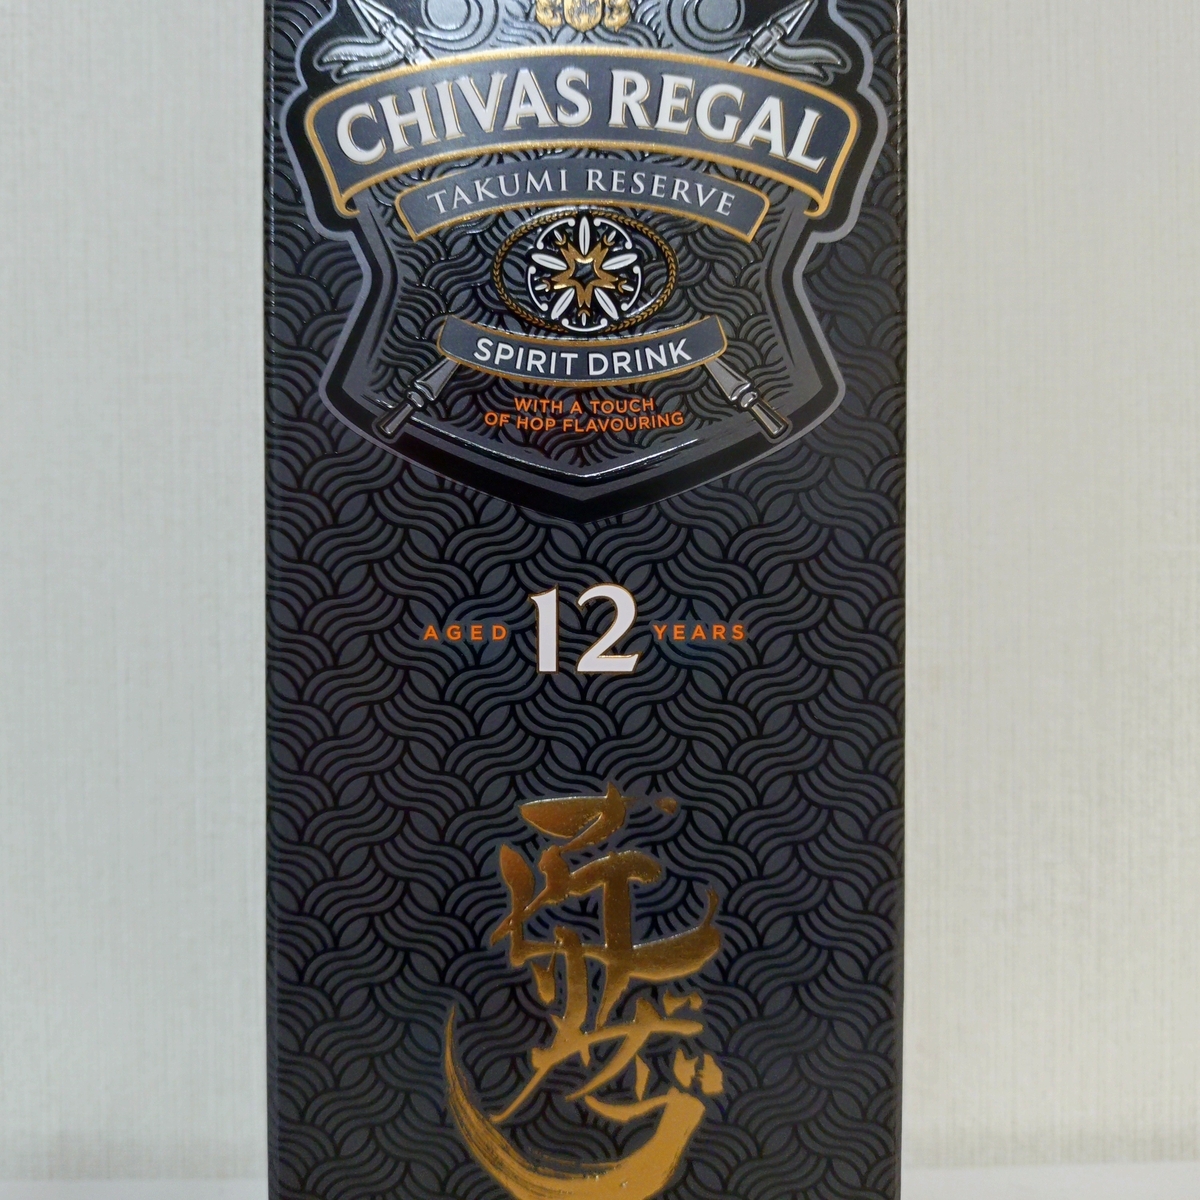 CHIVAS REGAL
TAKUMI RESERVE
SPIRIT DRINK
WITH A TOUCH
OF HOP FLAVOURING
AGED 12 YEARS